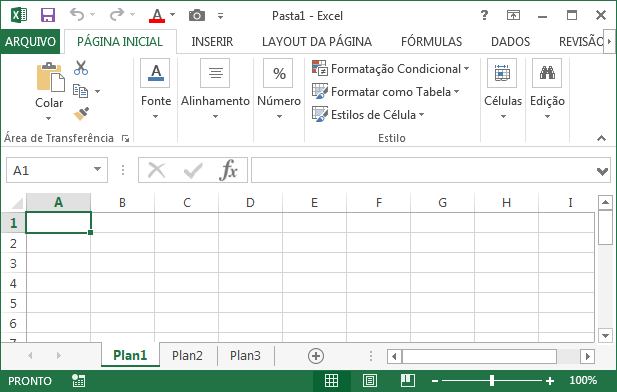 Pasta1 - Excel
ARQUIVO PÁGINA INICIAL INSERIR LAYOUT DA PÁGINA FÓRMULAS DADOS REVISÃO
Colar
Fonte
Alinhamento
Número
Formatação Condicional
Formatar como Tabela
Estilos de Célula
Células
Edição
Área de Transferência
Estilo
A1
A B C D E F G H I
1
2
3
4
5
6
7
Plan1 Plan2 Plan3
PRONTO 100%